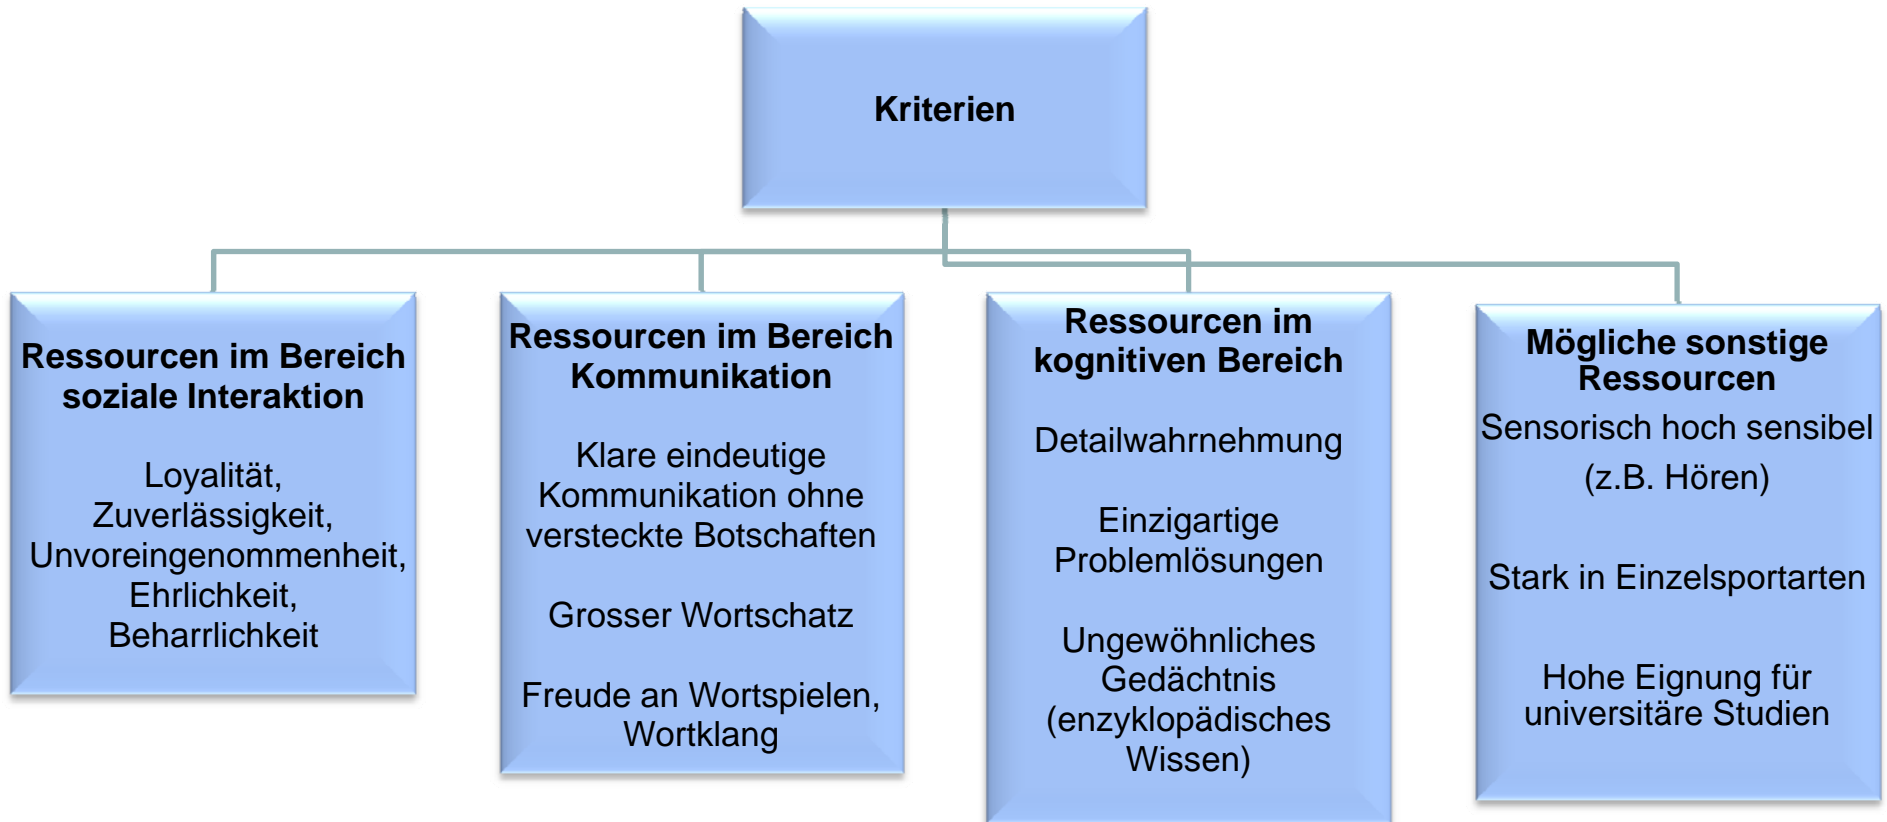 Kriterien
Ressourcen im Bereich
soziale Interaktion
Loyalität,
Zuverlässigkeit,
Unvoreingenommenheit,
Ehrlichkeit,
Beharrlichkeit
Ressourcen im Bereich
Kommunikation
Klare eindeutige
Kommunikation ohne
versteckte Botschaften
Grosser Wortschatz
Freude an Wortspielen,
Wortklang
Ressourcen im
kognitiven Bereich
Detailwahrnehmung
Einzigartige
Problemlösungen
Ungewöhnliches
Gedächtnis
(enzyklopädisches
Wissen)
Mögliche sonstige
Ressourcen
Sensorisch hoch sensibel
(z.B. Hören)
Stark in Einzelsportarten
Hohe Eignung für
universitäre Studien